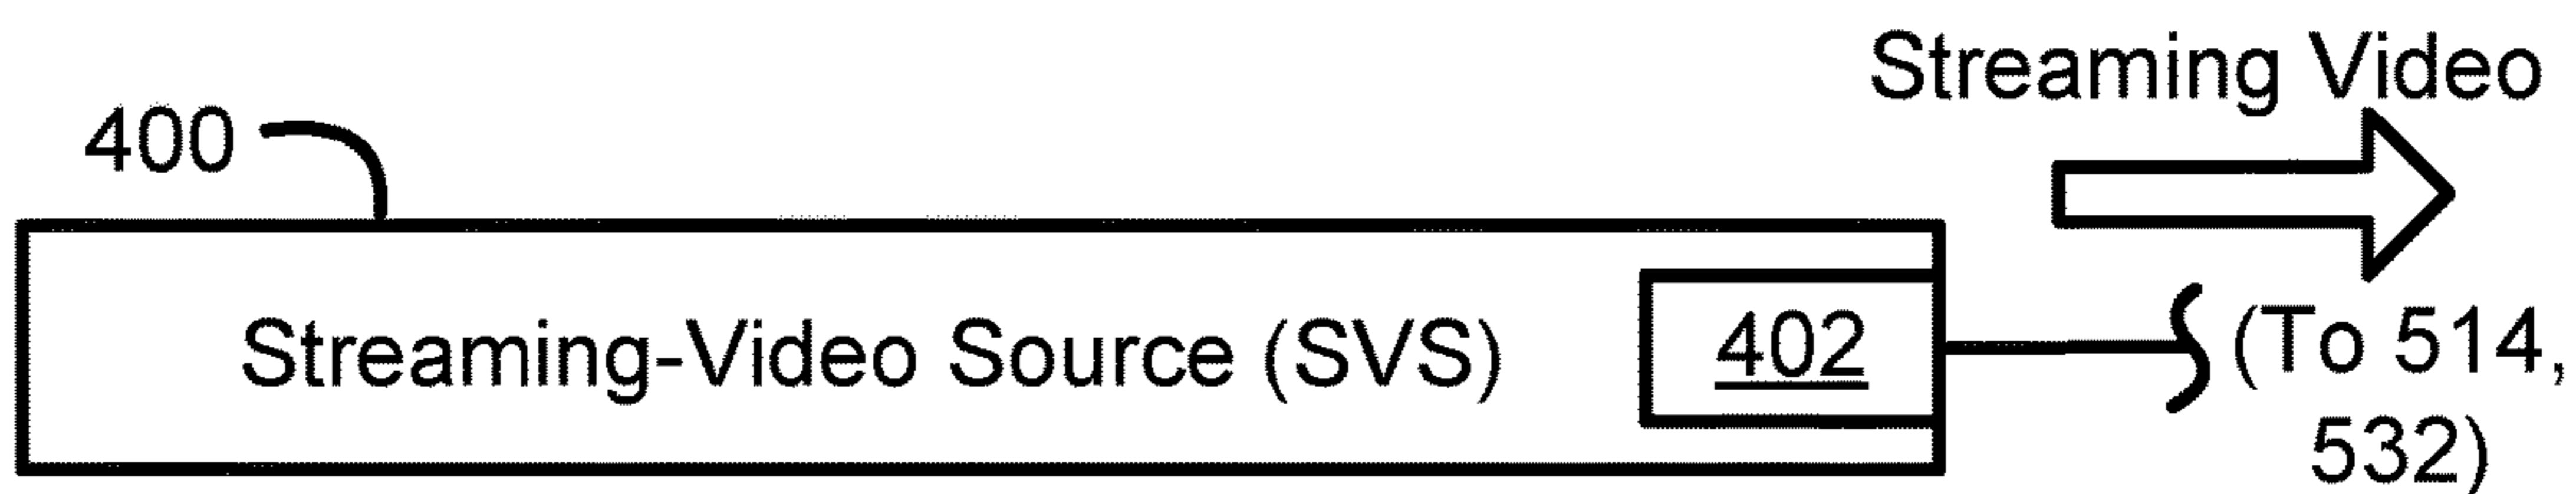 Streaming Video
400
Streaming-Video Source (SVS)
402
(To 514,
532)